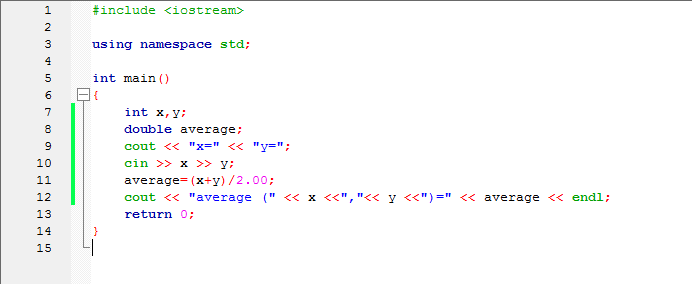 1 #include <iostream>
2
3 using namespace std;
4
5 int main()
6 {
7 int x,y;
8 double average;
9 cout << "x=" << "y=";
10 cin >> x >> y;
11 average=(x+y)/2.00;
12 cout << "average (" << x <<","<< y <<")=" << average << endl;
13 return 0;
14 }
15